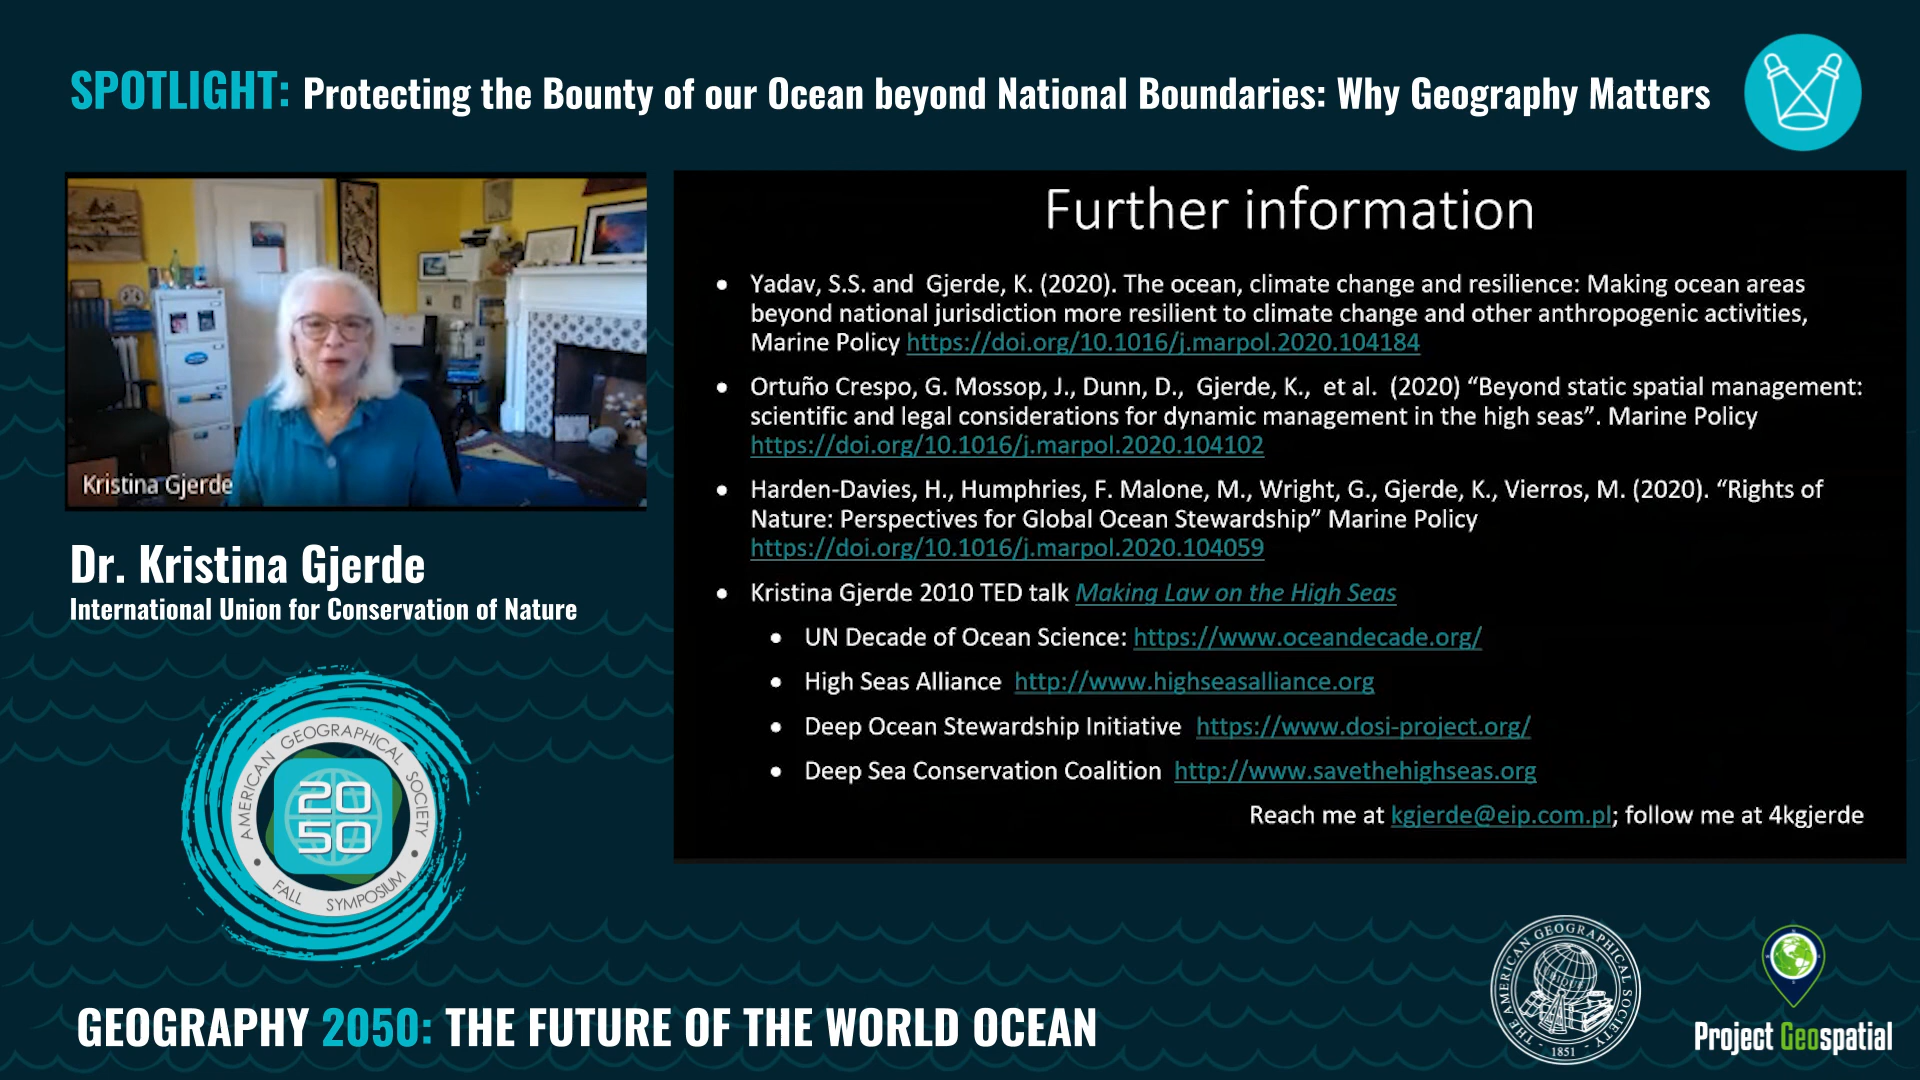 SPOTLIGHT: Protecting the Bounty of our Ocean beyond National Boundaries: Why Geography Matters
Kristina Gjerde
Dr. Kristina Gjerde
International Union for Conservation of Nature
AMERICAN GEOGRAPHICAL SOCIETY
20
50
FALL SYMPOSIUM
Further information
• Yadav, S.S. and Gjerde, K. (2020). The ocean, climate change and resilience: Making ocean areas
beyond national jurisdiction more resilient to climate change and other anthropogenic activities,
Marine Policy https://doi.org/10.1016/j.marpol.2020.104184
• Ortuño Crespo, G. Mossop, J., Dunn, D., Gjerde, K., et al. (2020) “Beyond static spatial management:
scientific and legal considerations for dynamic management in the high seas”. Marine Policy
https://doi.org/10.1016/j.marpol.2020.104102
• Harden-Davies, H., Humphries, F. Malone, M., Wright, G., Gjerde, K., Vierros, M. (2020). “Rights of
Nature: Perspectives for Global Ocean Stewardship” Marine Policy
https://doi.org/10.1016/j.marpol.2020.104059
• Kristina Gjerde 2010 TED talk Making Law on the High Seas
• UN Decade of Ocean Science: https://www.oceandecade.org/
• High Seas Alliance http://www.highseasalliance.org
• Deep Ocean Stewardship Initiative https://www.dosi-project.org/
• Deep Sea Conservation Coalition http://www.savethehighseas.org
Reach me at kgjerde@eip.com.pl; follow me at 4kgjerde
GEOGRAPHY 2050: THE FUTURE OF THE WORLD OCEAN
THE AMERICAN GEOGRAPHICAL SOCIETY
1851
Project Geospatial